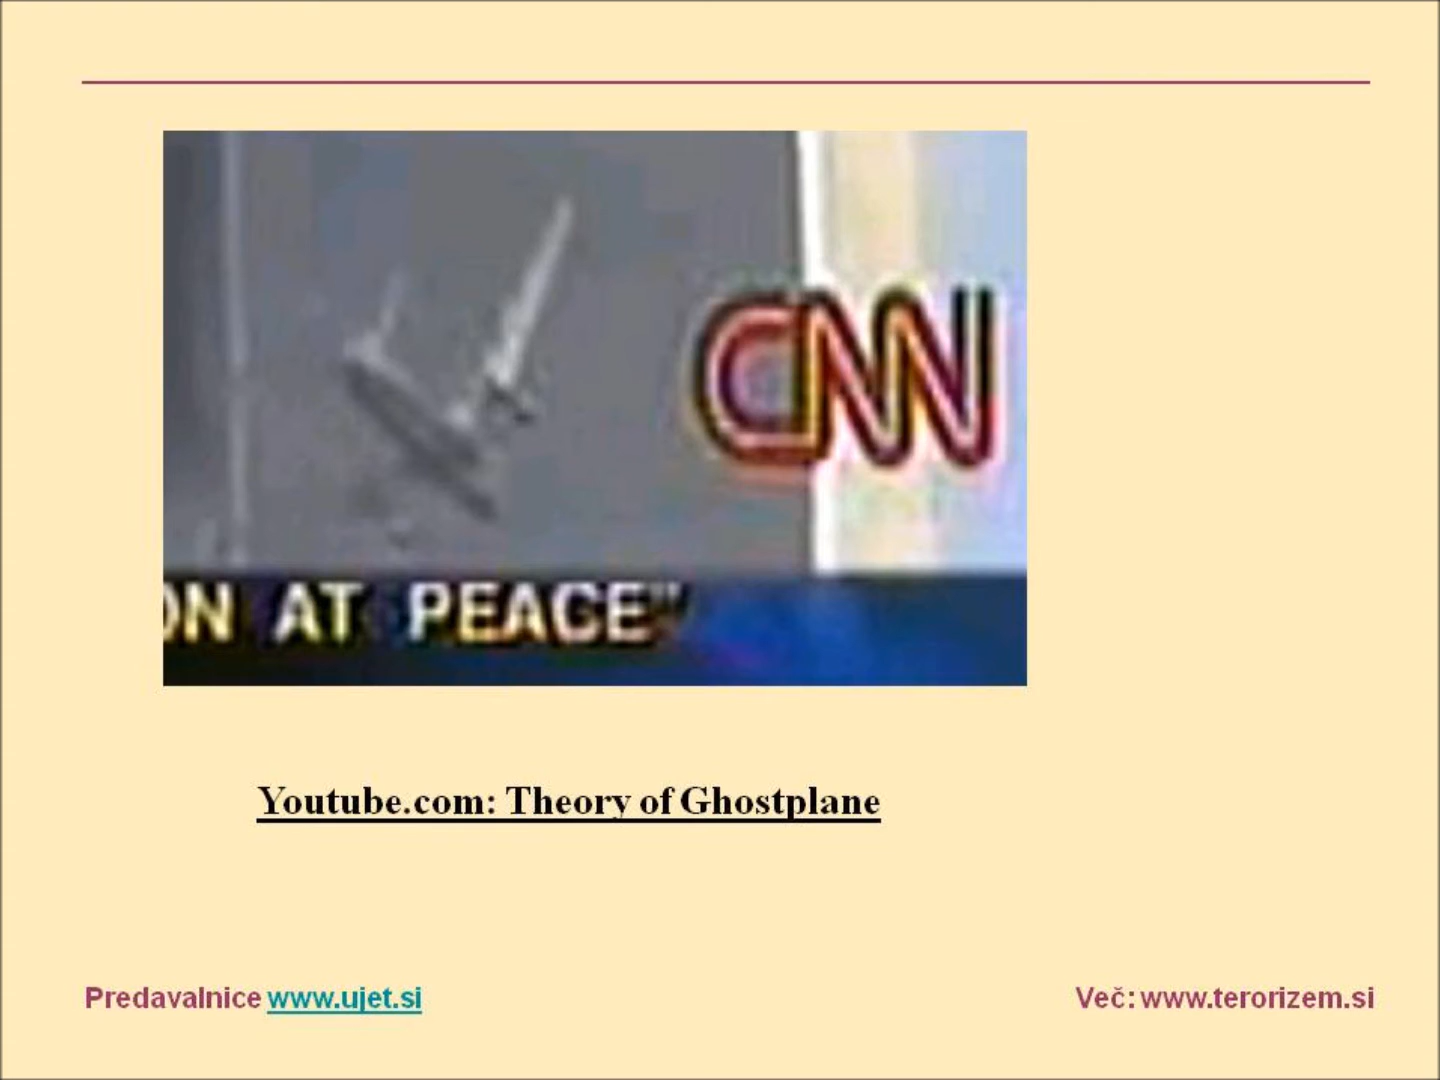 CNN
ON AT PEACE"
Youtube.com: Theory of Ghostplane
Predavalnice www.ujet.si
Več: www.terorizem.si